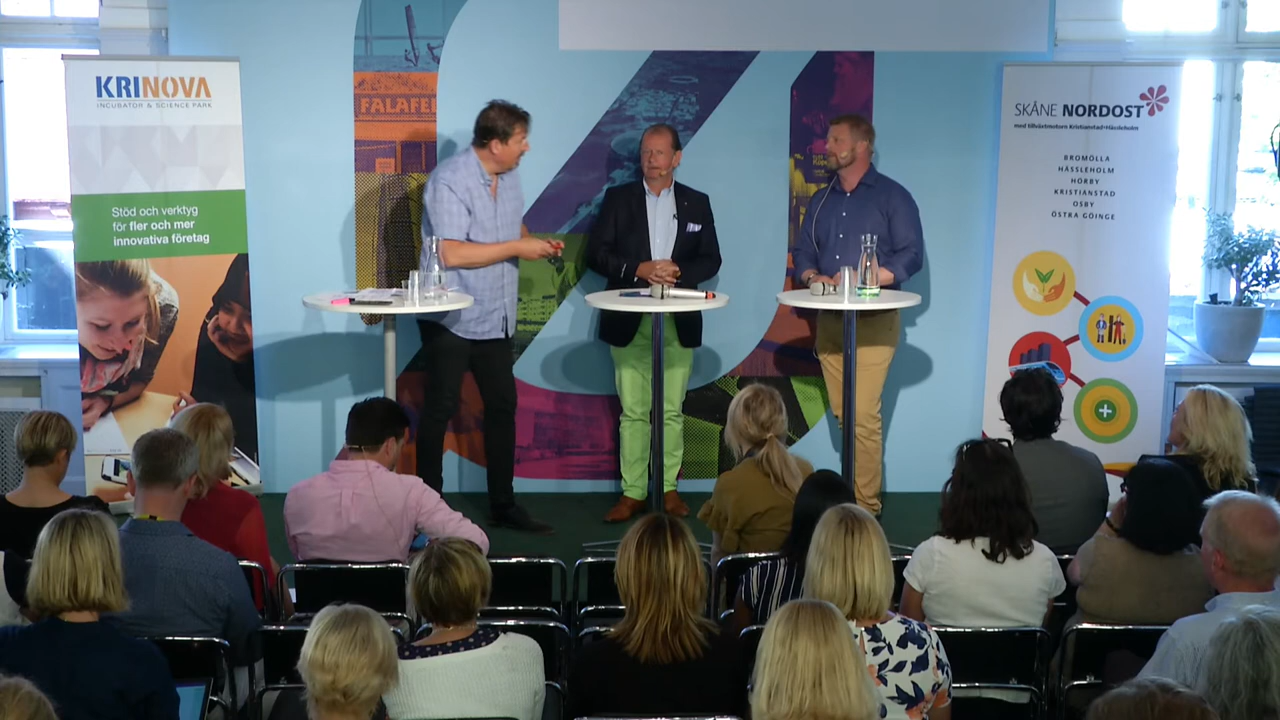 KRINOVA
INCUBATOR & SCIENCE PARK
Stöd och verktyg
för fler och mer
innovativa företag
FALAFEL
SKÅNE NORDOST
med tillväxtmotorn Kristianstad-Hässleholm
BROMÖLLA
HÄSSLEHOLM
HÖRBY
KRISTIANSTAD
OSBY
ÖSTRA GÖINGE